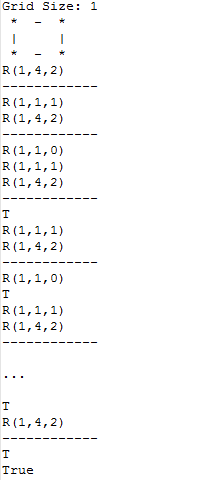 Grid Size: 1
* – *
| |
* – *
R(1,4,2)
------------
R(1,1,1)
R(1,4,2)
------------
R(1,1,0)
R(1,1,1)
R(1,4,2)
------------
T
R(1,1,1)
R(1,4,2)
------------
R(1,1,0)
T
R(1,1,1)
R(1,4,2)
------------
...
T
R(1,4,2)
------------
T
True